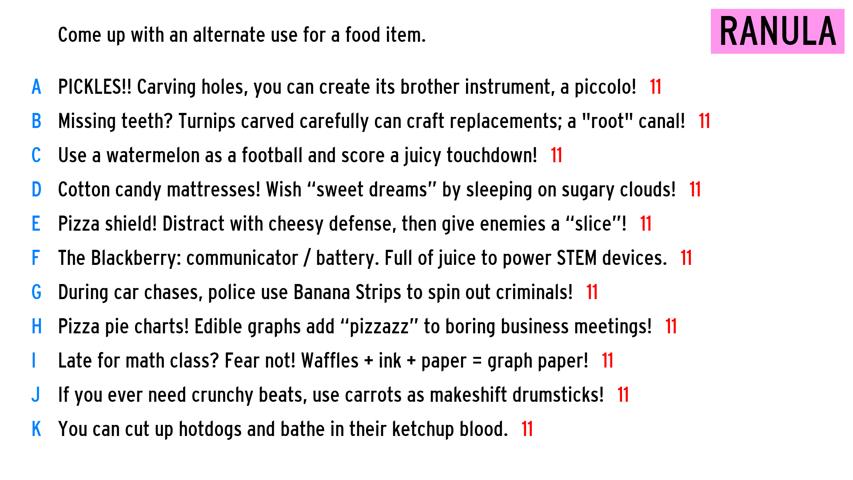 Come up with an alternate use for a food item.
RANULA
A PICKLES!! Carving holes, you can create its brother instrument, a piccolo! 11
B Missing teeth? Turnips carved carefully can craft replacements; a "root" canal! 11
C Use a watermelon as a football and score a juicy touchdown! 11
D Cotton candy mattresses! Wish “sweet dreams” by sleeping on sugary clouds! 11
E Pizza shield! Distract with cheesy defense, then give enemies a “slice”! 11
F The Blackberry: communicator / battery. Full of juice to power STEM devices. 11
G During car chases, police use Banana Strips to spin out criminals! 11
H Pizza pie charts! Edible graphs add “pizzazz” to boring business meetings! 11
I Late for math class? Fear not! Waffles + ink + paper = graph paper! 11
J If you ever need crunchy beats, use carrots as makeshift drumsticks! 11
K You can cut up hotdogs and bathe in their ketchup blood. 11